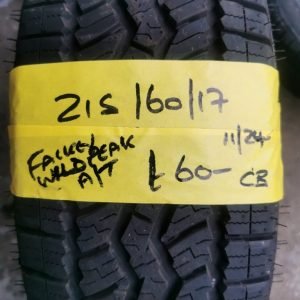 215/60/17
FALKEN
WILDPEAK
A/T
£60-
11/24
CB